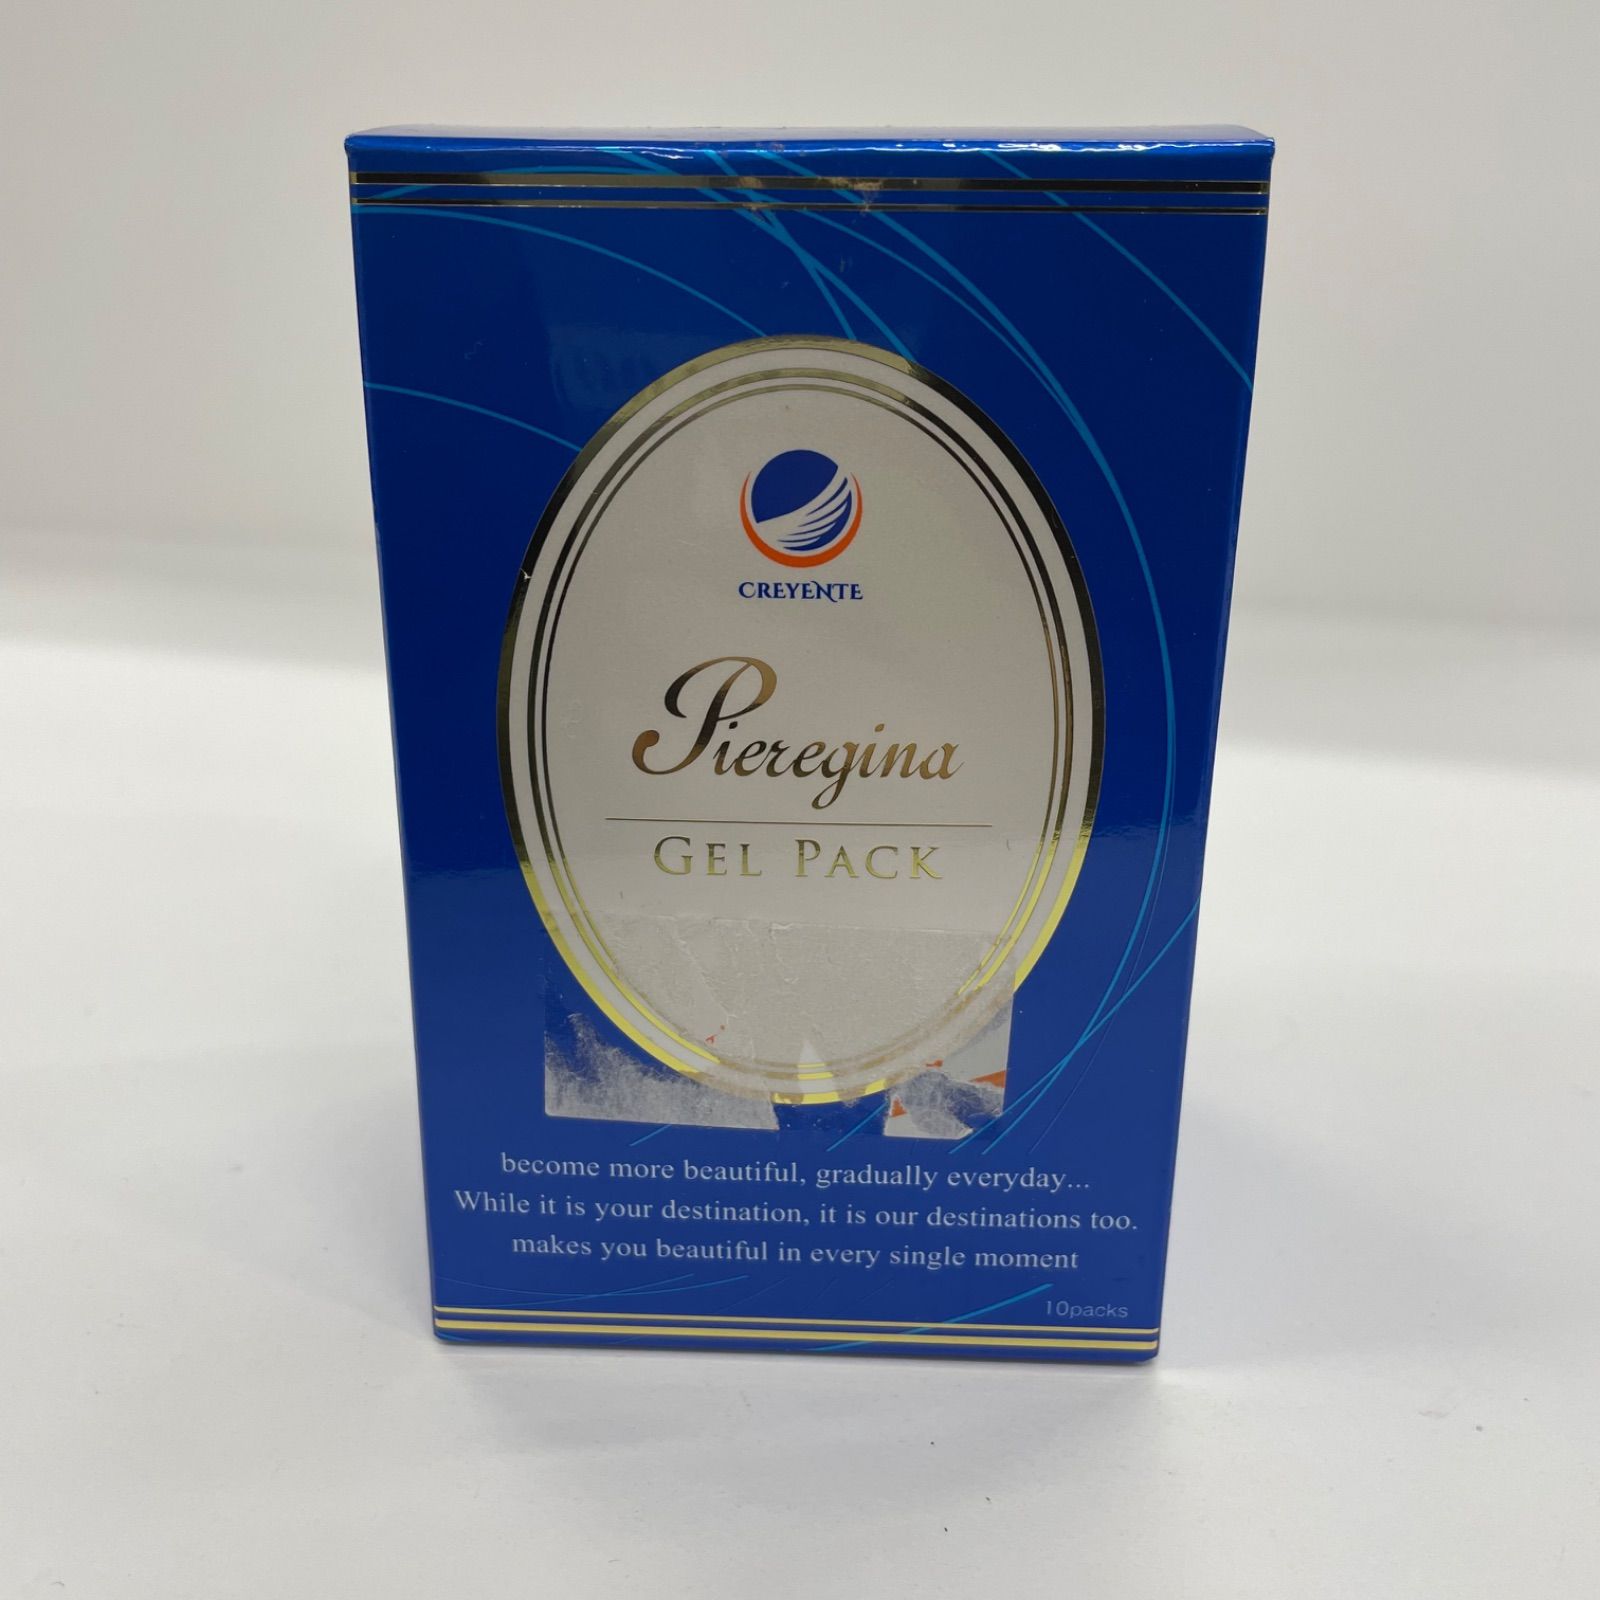 CREYENTE
Pieregina
GEL PACK
become more beautiful, gradually everyday...
While it is your destination, it is our destinations too.
makes you beautiful in every single moment
10packs